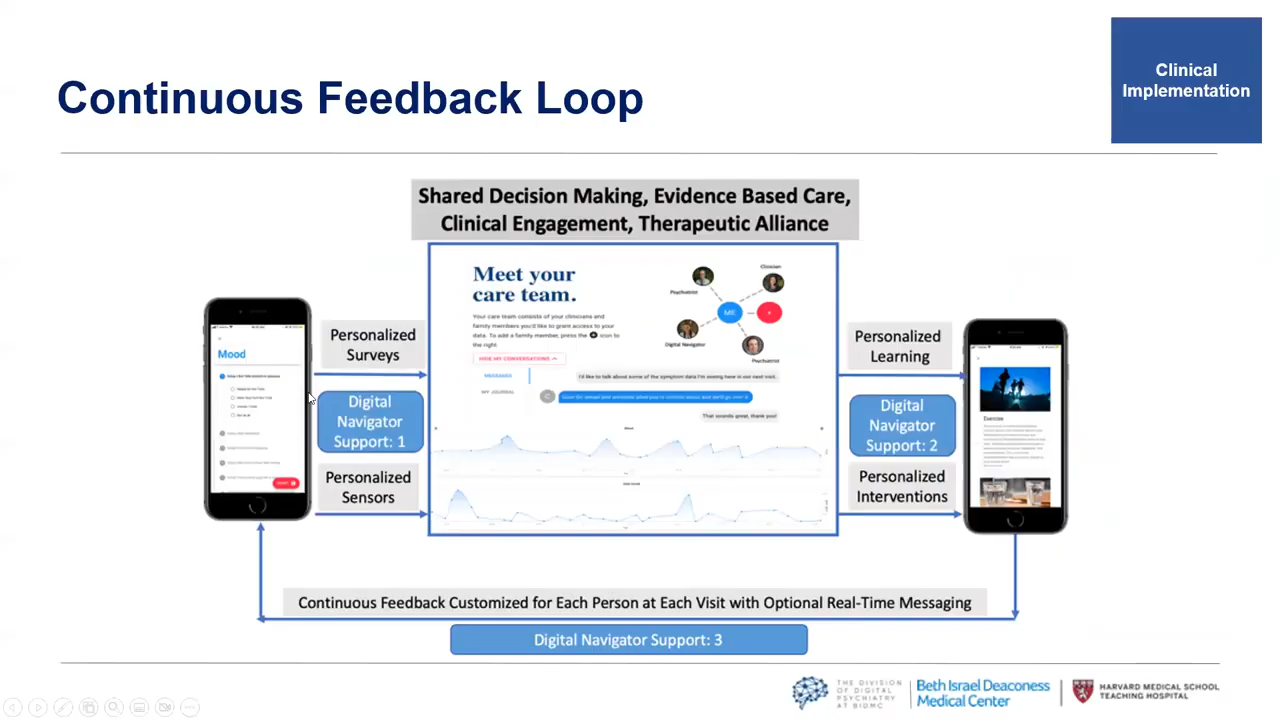 Clinical
Implementation
Continuous Feedback Loop
Shared Decision Making, Evidence Based Care,
Clinical Engagement, Therapeutic Alliance
Mood
Personalized
Surveys
Digital
Navigator
Support: 1
Personalized
Sensors
Meet your
care team.
Your care team consists of your clinicians and
family members you'd like to grant access to your
data. To add a family member, press the + icon to
the right.
HIDE MY CONVERSATIONS
MESSAGES
MY JOURNAL
Clinician
Psychiatrist
ME
+
Digital Navigator
Psychiatrist
I'd like to talk about some of the symptom data I'm seeing here in our next visit.
That sounds great, thank you!
Personalized
Learning
Digital
Navigator
Support: 2
Personalized
Interventions
Exercise
Continuous Feedback Customized for Each Person at Each Visit with Optional Real-Time Messaging
Digital Navigator Support: 3
THE DIVISION
OF DIGITAL
PSYCHIATRY
AT BIDMC
Beth Israel Deaconess
Medical Center
HARVARD MEDICAL SCHOOL
TEACHING HOSPITAL